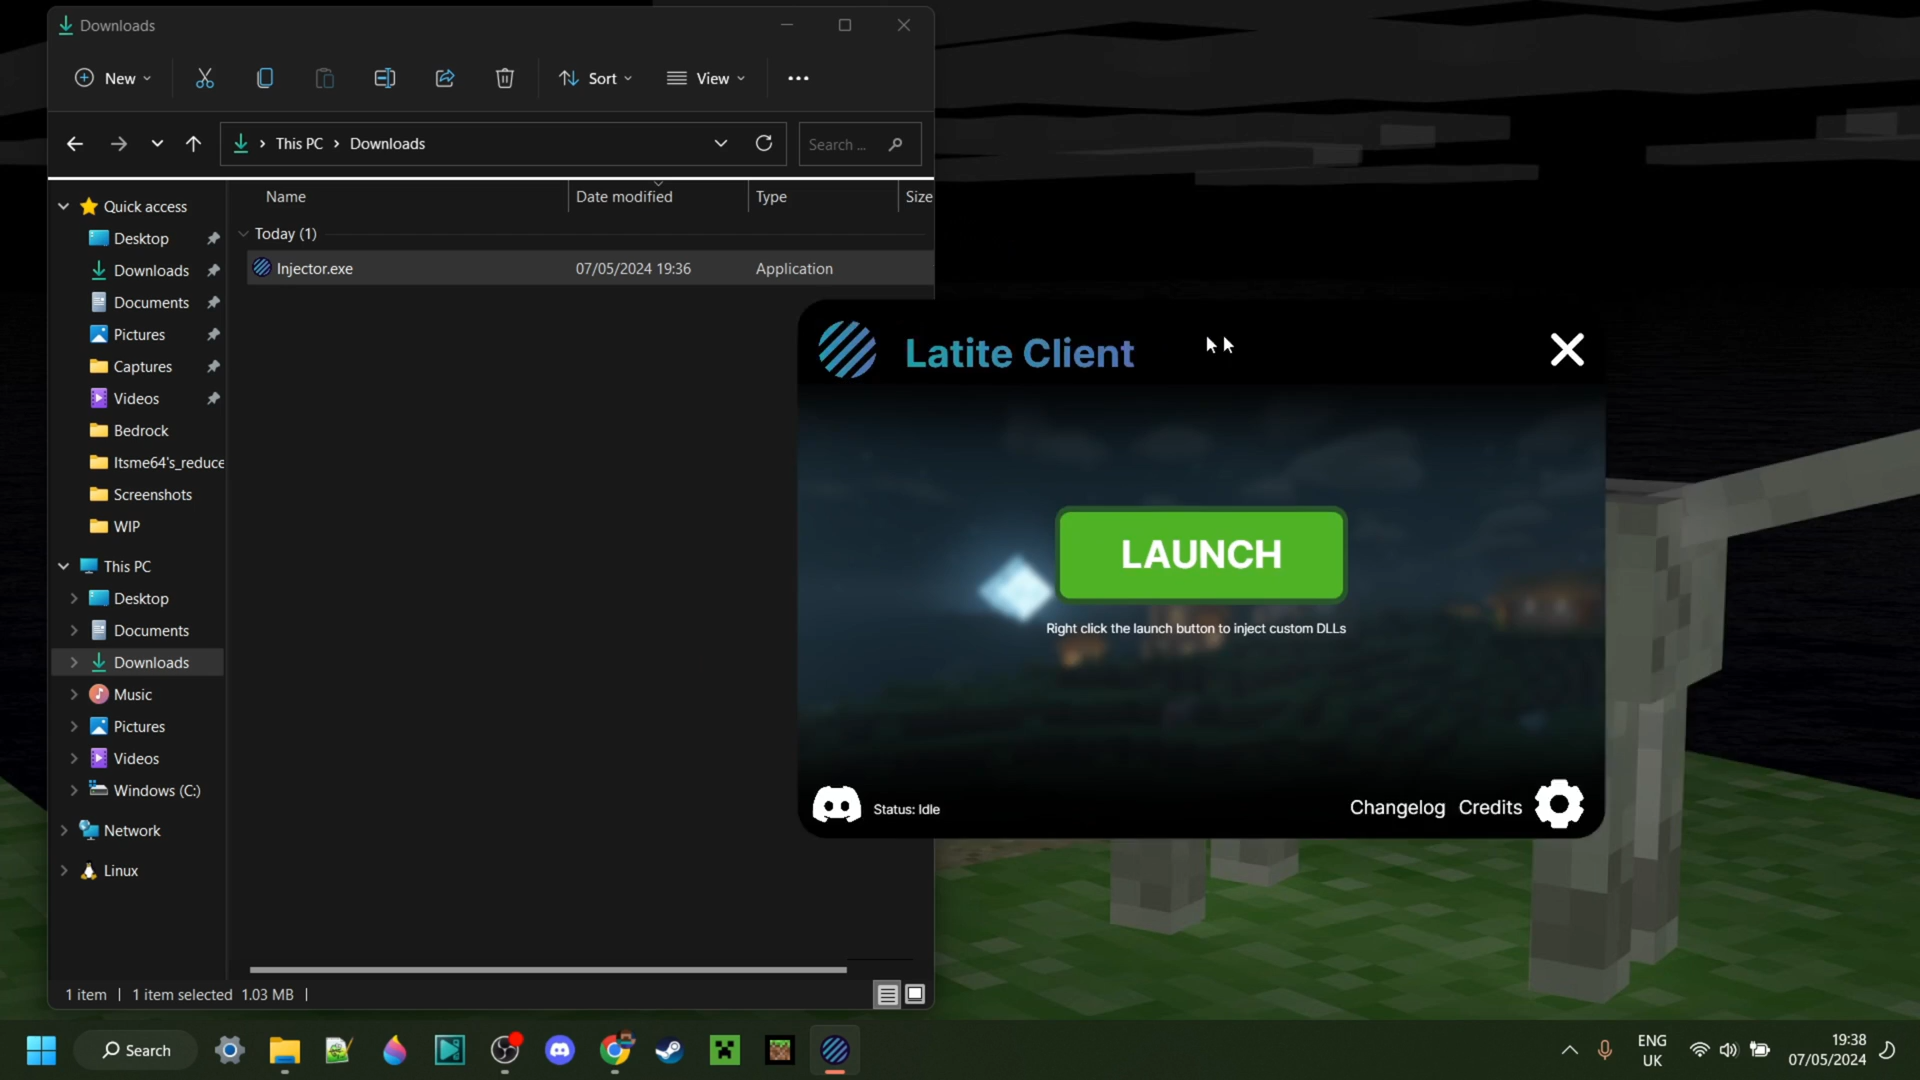 Downloads
New
Sort
View
This PC
Downloads
Search ...
Name
Date modified
Type
Size
Quick access
Desktop
Downloads
Documents
Pictures
Captures
Videos
Bedrock
Itsme64's_reduce
Screenshots
WIP
This PC
Desktop
Documents
Downloads
Music
Pictures
Videos
Windows (C:)
Network
Linux
Today (1)
Injector.exe
07/05/2024 19:36
Application
Latite Client
LAUNCH
Right click the launch button to inject custom DLLs
Status: Idle
Changelog
Credits
1 item
1 item selected 1.03 MB
Search
ENG
UK
19:38
07/05/2024